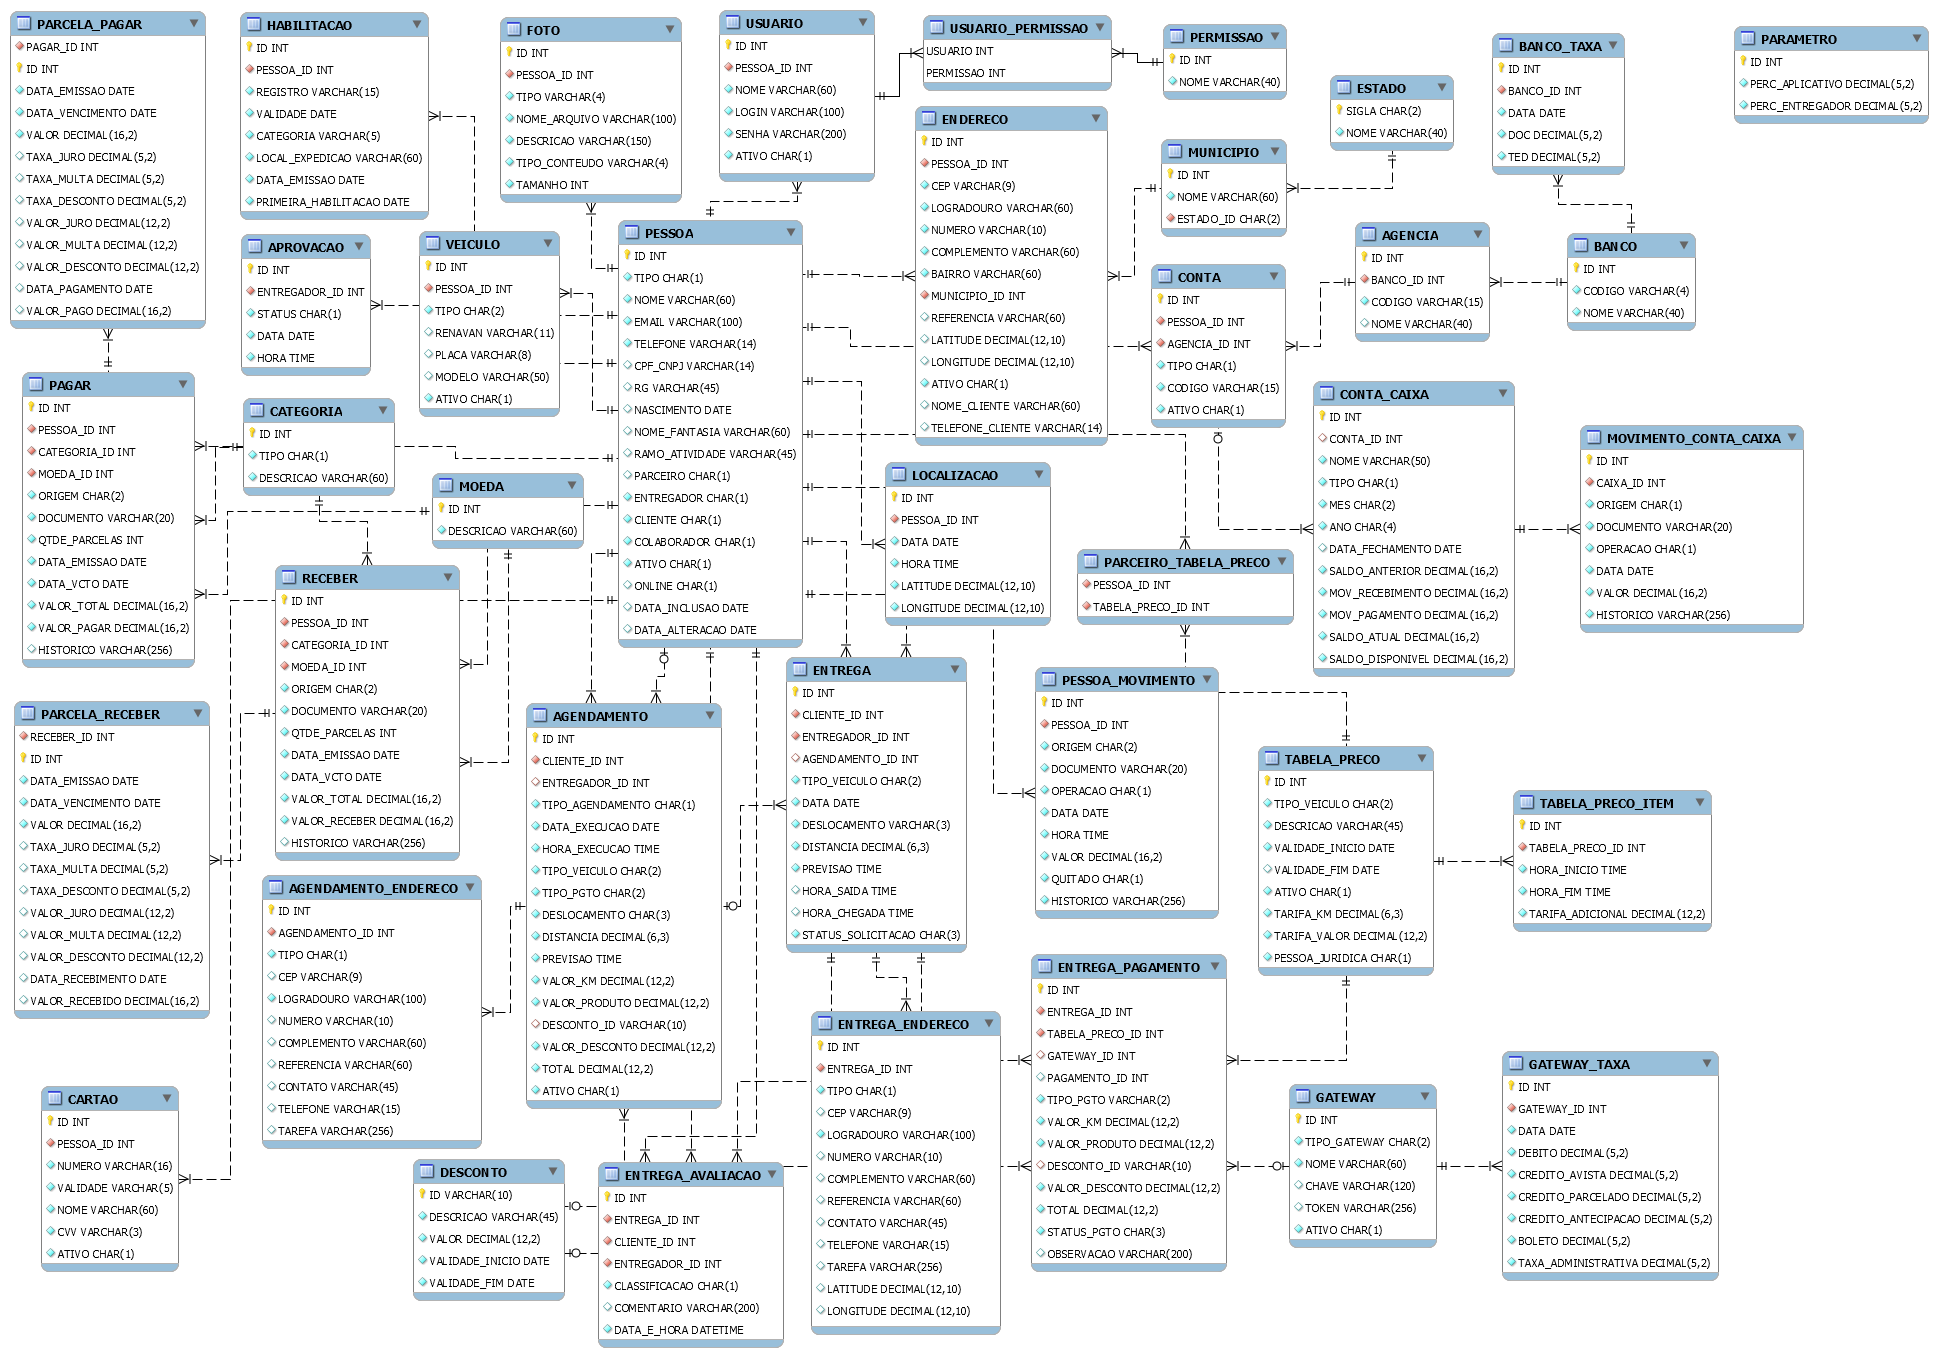 PARCELA_PAGAR
PAGAR_ID INT
ID INT
DATA_EMISSAO DATE
DATA_VENCIMENTO DATE
VALOR DECIMAL(16,2)
TAXA_JURO DECIMAL(5,2)
TAXA_MULTA DECIMAL(5,2)
TAXA_DESCONTO DECIMAL(5,2)
VALOR_JURO DECIMAL(12,2)
VALOR_MULTA DECIMAL(12,2)
VALOR_DESCONTO DECIMAL(12,2)
DATA_PAGAMENTO DATE
VALOR_PAGO DECIMAL(16,2)
HABILITACAO
ID INT
PESSOA_ID INT
REGISTRO VARCHAR(15)
VALIDADE DATE
CATEGORIA VARCHAR(5)
LOCAL_EXPEDICAO VARCHAR(60)
DATA_EMISSAO DATE
PRIMEIRA_HABILITACAO DATE
FOTO
ID INT
PESSOA_ID INT
TIPO VARCHAR(4)
NOME_ARQUIVO VARCHAR(100)
DESCRICAO VARCHAR(150)
TIPO_CONTEUDO VARCHAR(4)
TAMANHO INT
USUARIO
ID INT
PESSOA_ID INT
NOME VARCHAR(60)
LOGIN VARCHAR(100)
SENHA VARCHAR(200)
ATIVO CHAR(1)
USUARIO_PERMISSAO
USUARIO INT
PERMISSAO INT
PERMISSAO
ID INT
NOME VARCHAR(40)
ESTADO
SIGLA CHAR(2)
NOME VARCHAR(40)
BANCO_TAXA
ID INT
BANCO_ID INT
DATA DATE
DOC DECIMAL(5,2)
TED DECIMAL(5,2)
PARAMETRO
ID INT
PERC_APLICATIVO DECIMAL(5,2)
PERC_ENTREGADOR DECIMAL(5,2)
ENDERECO
ID INT
PESSOA_ID INT
CEP VARCHAR(9)
LOGRADOURO VARCHAR(60)
NUMERO VARCHAR(10)
COMPLEMENTO VARCHAR(60)
BAIRRO VARCHAR(60)
MUNICIPIO_ID INT
REFERENCIA VARCHAR(60)
LATITUDE DECIMAL(12,10)
LONGITUDE DECIMAL(12,10)
ATIVO CHAR(1)
NOME_CLIENTE VARCHAR(60)
TELEFONE_CLIENTE VARCHAR(14)
MUNICIPIO
ID INT
NOME VARCHAR(60)
ESTADO_ID CHAR(2)
APROVACAO
ID INT
ENTREGADOR_ID INT
STATUS CHAR(1)
DATA DATE
HORA TIME
VEICULO
ID INT
PESSOA_ID INT
TIPO CHAR(2)
RENAVAN VARCHAR(11)
PLACA VARCHAR(8)
MODELO VARCHAR(50)
ATIVO CHAR(1)
PESSOA
ID INT
TIPO CHAR(1)
NOME VARCHAR(60)
EMAIL VARCHAR(100)
TELEFONE VARCHAR(14)
CPF_CNPJ VARCHAR(14)
RG VARCHAR(45)
NASCIMENTO DATE
NOME_FANTASIA VARCHAR(60)
RAMO_ATIVIDADE VARCHAR(45)
PARCEIRO CHAR(1)
ENTREGADOR CHAR(1)
CLIENTE CHAR(1)
COLABORADOR CHAR(1)
ATIVO CHAR(1)
ONLINE CHAR(1)
DATA_INCLUSAO DATE
DATA_ALTERACAO DATE
CONTA
ID INT
PESSOA_ID INT
AGENCIA_ID INT
TIPO CHAR(1)
CODIGO VARCHAR(15)
ATIVO CHAR(1)
AGENCIA
ID INT
BANCO_ID INT
CODIGO VARCHAR(15)
NOME VARCHAR(40)
BANCO
ID INT
CODIGO VARCHAR(4)
NOME VARCHAR(40)
PAGAR
ID INT
PESSOA_ID INT
CATEGORIA_ID INT
MOEDA_ID INT
ORIGEM CHAR(2)
DOCUMENTO VARCHAR(20)
QTDE_PARCELAS INT
DATA_EMISSAO DATE
DATA_VCTO DATE
VALOR_TOTAL DECIMAL(16,2)
VALOR_PAGAR DECIMAL(16,2)
HISTORICO VARCHAR(256)
CATEGORIA
ID INT
TIPO CHAR(1)
DESCRICAO VARCHAR(60)
MOEDA
ID INT
DESCRICAO VARCHAR(60)
CONTA_CAIXA
ID INT
CONTA_ID INT
NOME VARCHAR(50)
TIPO CHAR(1)
MES CHAR(2)
ANO CHAR(4)
DATA_FECHAMENTO DATE
SALDO_ANTERIOR DECIMAL(16,2)
MOV_RECEBIMENTO DECIMAL(16,2)
MOV_PAGAMENTO DECIMAL(16,2)
SALDO_ATUAL DECIMAL(16,2)
SALDO_DISPONIVEL DECIMAL(16,2)
MOVIMENTO_CONTA_CAIXA
ID INT
CAIXA_ID INT
ORIGEM CHAR(1)
DOCUMENTO VARCHAR(20)
OPERACAO CHAR(1)
DATA DATE
VALOR DECIMAL(16,2)
HISTORICO VARCHAR(256)
LOCALIZACAO
ID INT
PESSOA_ID INT
DATA DATE
HORA TIME
LATITUDE DECIMAL(12,10)
LONGITUDE DECIMAL(12,10)
PARCEIRO_TABELA_PRECO
PESSOA_ID INT
TABELA_PRECO_ID INT
RECEBER
ID INT
PESSOA_ID INT
CATEGORIA_ID INT
MOEDA_ID INT
ORIGEM CHAR(2)
DOCUMENTO VARCHAR(20)
QTDE_PARCELAS INT
DATA_EMISSAO DATE
DATA_VCTO DATE
VALOR_TOTAL DECIMAL(16,2)
VALOR_RECEBER DECIMAL(16,2)
HISTORICO VARCHAR(256)
PARCELA_RECEBER
RECEBER_ID INT
ID INT
DATA_EMISSAO DATE
DATA_VENCIMENTO DATE
VALOR DECIMAL(16,2)
TAXA_JURO DECIMAL(5,2)
TAXA_MULTA DECIMAL(5,2)
TAXA_DESCONTO DECIMAL(5,2)
VALOR_JURO DECIMAL(12,2)
VALOR_MULTA DECIMAL(12,2)
VALOR_DESCONTO DECIMAL(12,2)
DATA_RECEBIMENTO DATE
VALOR_RECEBIDO DECIMAL(16,2)
AGENDAMENTO
ID INT
CLIENTE_ID INT
ENTREGADOR_ID INT
TIPO_AGENDAMENTO CHAR(1)
DATA_EXECUCAO DATE
HORA_EXECUCAO TIME
TIPO_VEICULO CHAR(2)
TIPO_PGTO CHAR(2)
DESLOCAMENTO CHAR(3)
DISTANCIA DECIMAL(6,3)
PREVISAO TIME
VALOR_KM DECIMAL(12,2)
VALOR_PRODUTO DECIMAL(12,2)
DESCONTO_ID VARCHAR(10)
VALOR_DESCONTO DECIMAL(12,2)
TOTAL DECIMAL(12,2)
ATIVO CHAR(1)
ENTREGA
ID INT
CLIENTE_ID INT
ENTREGADOR_ID INT
AGENDAMENTO_ID INT
TIPO_VEICULO CHAR(2)
DATA DATE
DESLOCAMENTO VARCHAR(3)
DISTANCIA DECIMAL(6,3)
PREVISAO TIME
HORA_SAIDA TIME
HORA_CHEGADA TIME
STATUS_SOLICITACAO CHAR(3)
PESSOA_MOVIMENTO
ID INT
PESSOA_ID INT
ORIGEM CHAR(2)
DOCUMENTO VARCHAR(20)
OPERACAO CHAR(1)
DATA DATE
HORA TIME
VALOR DECIMAL(16,2)
QUITADO CHAR(1)
HISTORICO VARCHAR(256)
TABELA_PRECO
ID INT
TIPO_VEICULO CHAR(2)
DESCRICAO VARCHAR(45)
VALIDADE_INICIO DATE
VALIDADE_FIM DATE
ATIVO CHAR(1)
TARIFA_KM DECIMAL(6,3)
TARIFA_VALOR DECIMAL(12,2)
PESSOA_JURIDICA CHAR(1)
TABELA_PRECO_ITEM
ID INT
TABELA_PRECO_ID INT
HORA_INICIO TIME
HORA_FIM TIME
TARIFA_ADICIONAL DECIMAL(12,2)
AGENDAMENTO_ENDERECO
ID INT
AGENDAMENTO_ID INT
TIPO CHAR(1)
CEP VARCHAR(9)
LOGRADOURO VARCHAR(100)
NUMERO VARCHAR(10)
COMPLEMENTO VARCHAR(60)
REFERENCIA VARCHAR(60)
CONTATO VARCHAR(45)
TELEFONE VARCHAR(15)
TAREFA VARCHAR(256)
ENTREGA_PAGAMENTO
ID INT
ENTREGA_ID INT
TABELA_PRECO_ID INT
GATEWAY_ID INT
PAGAMENTO_ID INT
TIPO_PGTO VARCHAR(2)
VALOR_KM DECIMAL(12,2)
VALOR_PRODUTO DECIMAL(12,2)
DESCONTO_ID VARCHAR(10)
VALOR_DESCONTO DECIMAL(12,2)
TOTAL DECIMAL(12,2)
STATUS_PGTO CHAR(3)
OBSERVACAO VARCHAR(200)
ENTREGA_ENDERECO
ID INT
ENTREGA_ID INT
TIPO CHAR(1)
CEP VARCHAR(9)
LOGRADOURO VARCHAR(100)
NUMERO VARCHAR(10)
COMPLEMENTO VARCHAR(60)
REFERENCIA VARCHAR(60)
CONTATO VARCHAR(45)
TELEFONE VARCHAR(15)
TAREFA VARCHAR(256)
LATITUDE DECIMAL(12,10)
LONGITUDE DECIMAL(12,10)
GATEWAY
ID INT
TIPO_GATEWAY CHAR(2)
NOME VARCHAR(60)
CHAVE VARCHAR(120)
TOKEN VARCHAR(256)
ATIVO CHAR(1)
GATEWAY_TAXA
ID INT
GATEWAY_ID INT
DATA DATE
DEBITO DECIMAL(5,2)
CREDITO_AVISTA DECIMAL(5,2)
CREDITO_PARCELADO DECIMAL(5,2)
CREDITO_ANTECIPACAO DECIMAL(5,2)
BOLETO DECIMAL(5,2)
TAXA_ADMINISTRATIVA DECIMAL(5,2)
CARTAO
ID INT
PESSOA_ID INT
NUMERO VARCHAR(16)
VALIDADE VARCHAR(5)
NOME VARCHAR(60)
CVV VARCHAR(3)
ATIVO CHAR(1)
DESCONTO
ID VARCHAR(10)
DESCRICAO VARCHAR(45)
VALOR DECIMAL(12,2)
VALIDADE_INICIO DATE
VALIDADE_FIM DATE
ENTREGA_AVALIACAO
ID INT
ENTREGA_ID INT
CLIENTE_ID INT
ENTREGADOR_ID INT
CLASSIFICACAO CHAR(1)
COMENTARIO VARCHAR(200)
DATA_E_HORA DATETIME